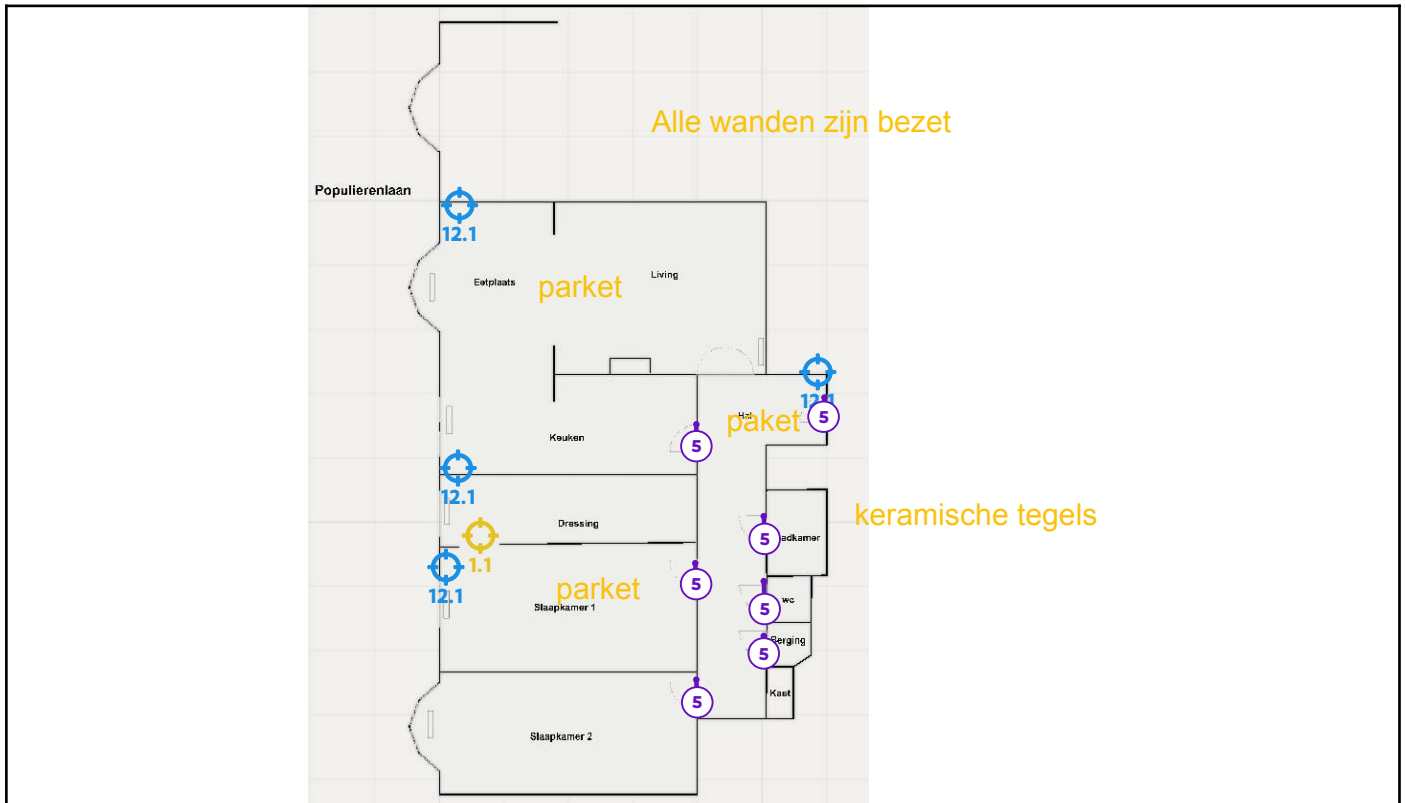 Alle wanden zijn bezet
Populierenlaan
12.1
Eetplaats
parket
Living
12.1
Hal
paket
5
5
Keuken
12.1
keramische tegels
Dressing
5
adkamer
1.1
12.1
parket
5
Slaapkamer 1
5
wc
5
Berging
5
Kast
Slaapkamer 2